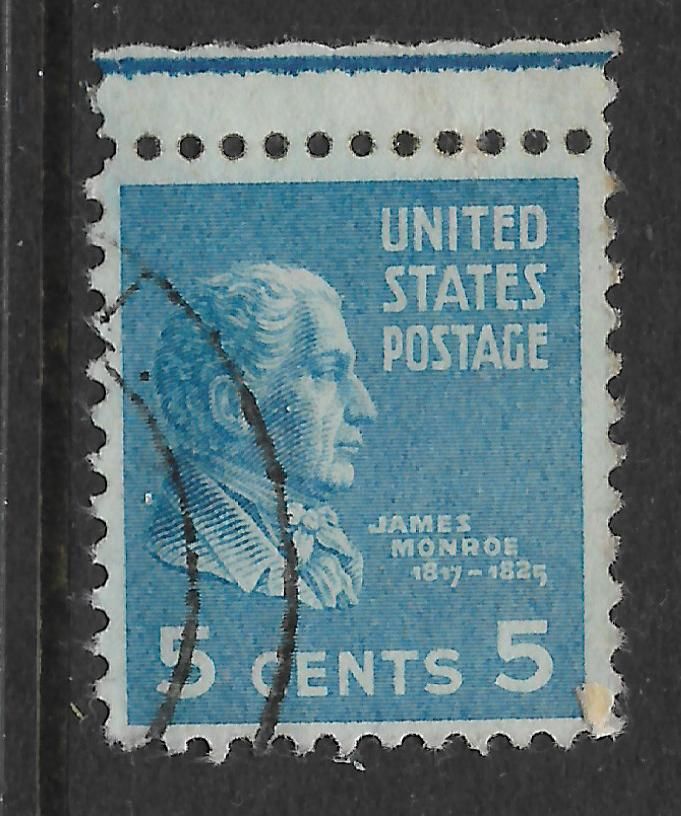 UNITED
STATES
POSTAGE
JAMES
MONROE
1817-1825
5 CENTS 5